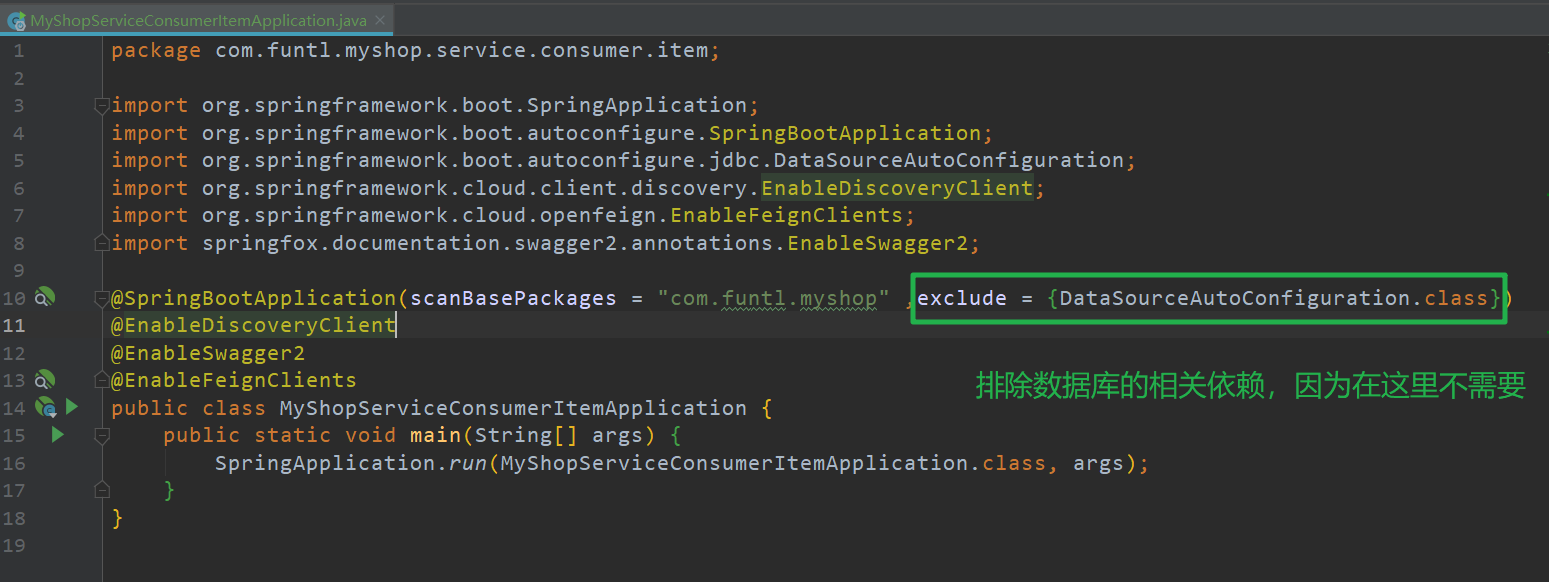 MyShopServiceConsumerItemApplication.java ×
1 package com.funtl.myshop.service.consumer.item;
2
3 import org.springframework.boot.SpringApplication;
4 import org.springframework.boot.autoconfigure.SpringBootApplication;
5 import org.springframework.boot.autoconfigure.jdbc.DataSourceAutoConfiguration;
6 import org.springframework.cloud.client.discovery.EnableDiscoveryClient;
7 import org.springframework.cloud.openfeign.EnableFeignClients;
8 import springfox.documentation.swagger2.annotations.EnableSwagger2;
9
10 @SpringBootApplication(scanBasePackages = "com.funtl.myshop" ,exclude = {DataSourceAutoConfiguration.class})
11 @EnableDiscoveryClient
12 @EnableSwagger2
13 @EnableFeignClients
排除数据库的相关依赖，因为在这里不需要
14 public class MyShopServiceConsumerItemApplication {
15 public static void main(String[] args) {
16 SpringApplication.run(MyShopServiceConsumerItemApplication.class, args);
17 }
18 }
19